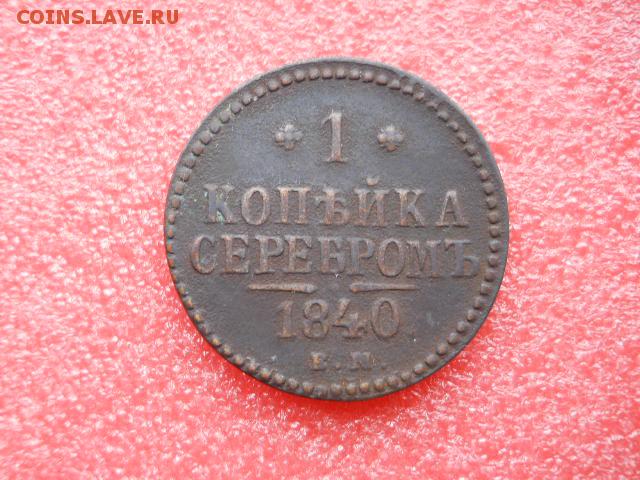 COINS.LAVE.RU
1
КОПѢЙКА
СЕРЕБРОМЪ
1840
Е.М.